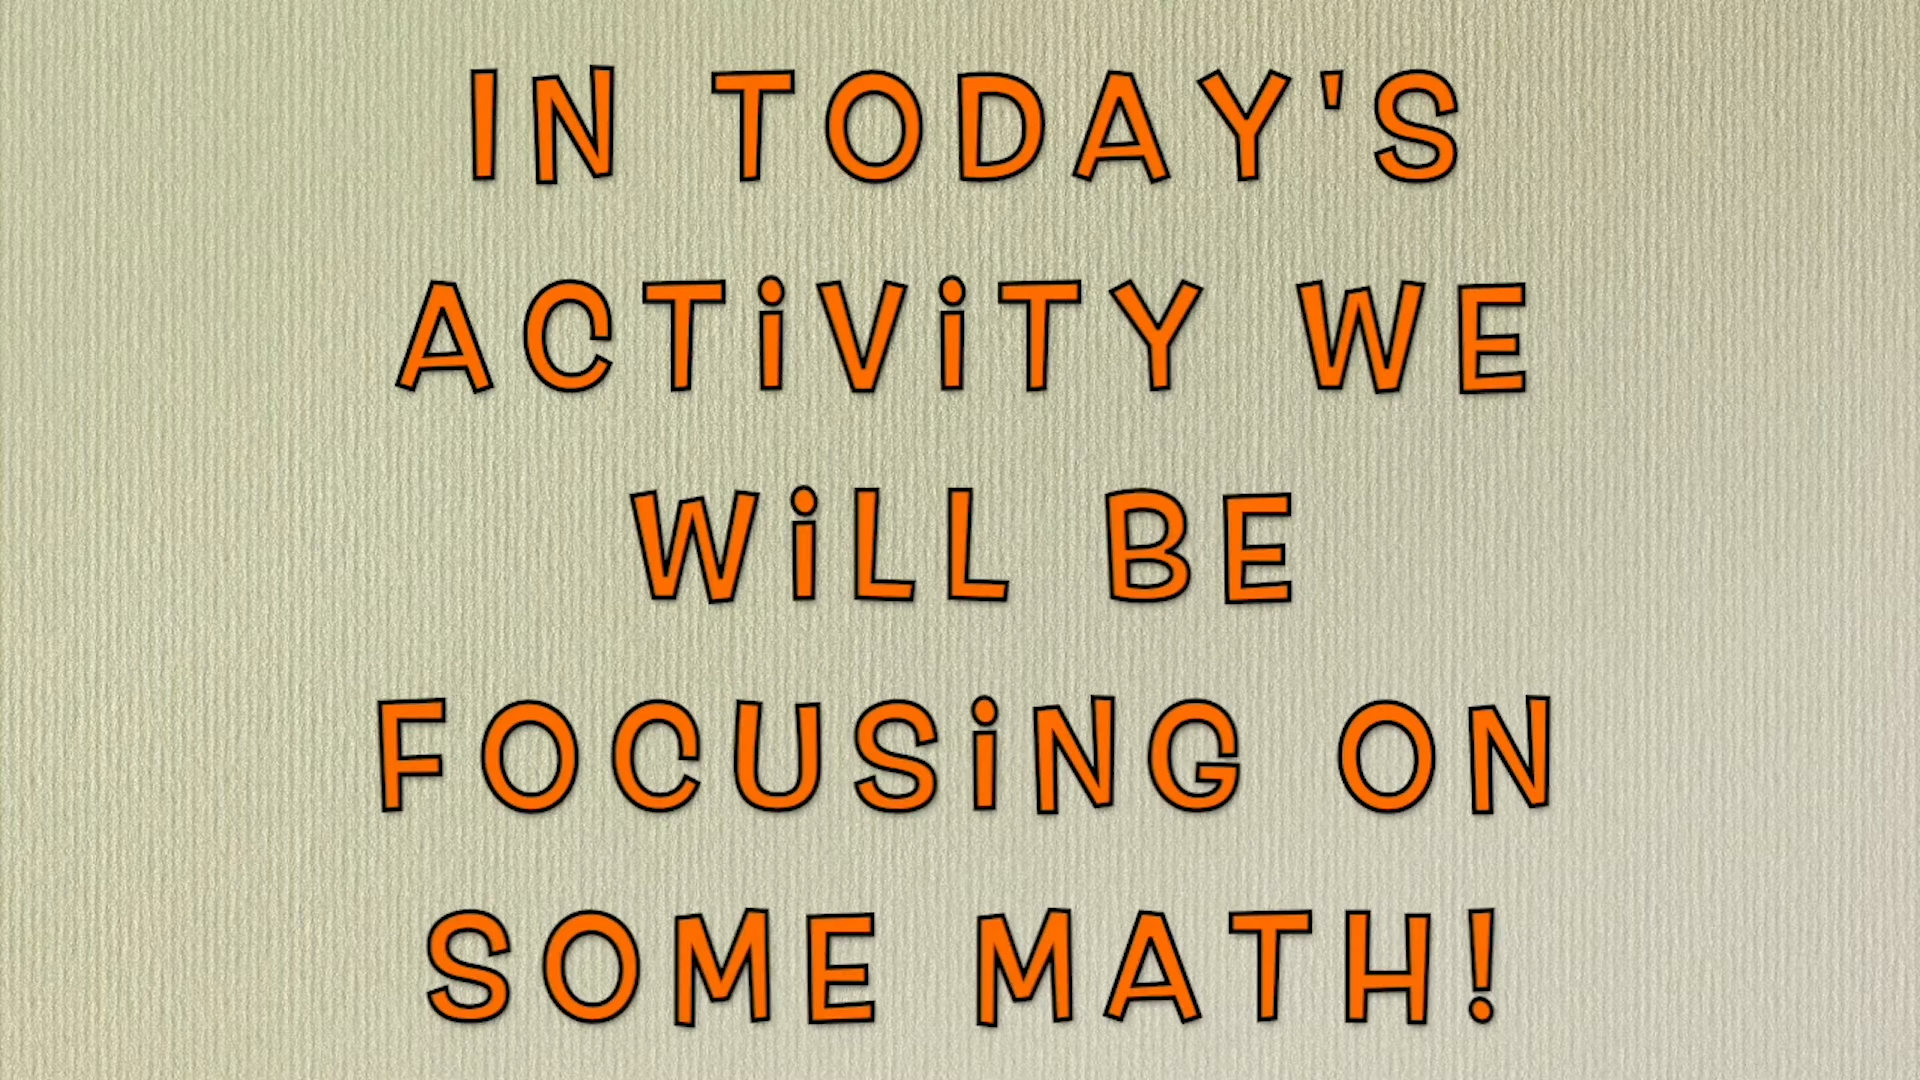 IN TODAY'S
ACTiViTY WE
WiLL BE
FOCUSiNG ON
SOME MATH!